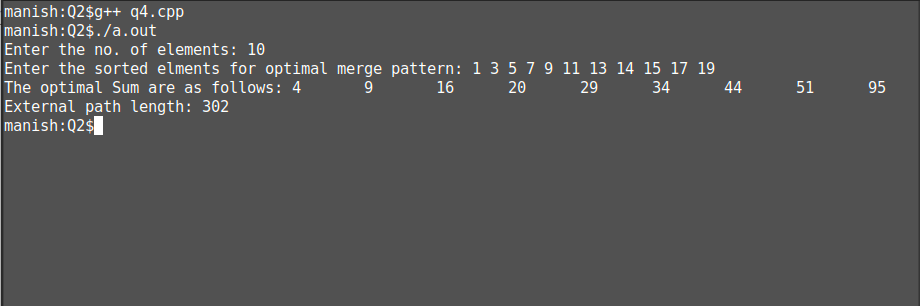 manish:Q2$g++ q4.cpp
manish:Q2$./a.out
Enter the no. of elements: 10
Enter the sorted elments for optimal merge pattern: 1 3 5 7 9 11 13 14 15 17 19
The optimal Sum are as follows: 4 9 16 20 29 34 44 51 95
External path length: 302
manish:Q2$